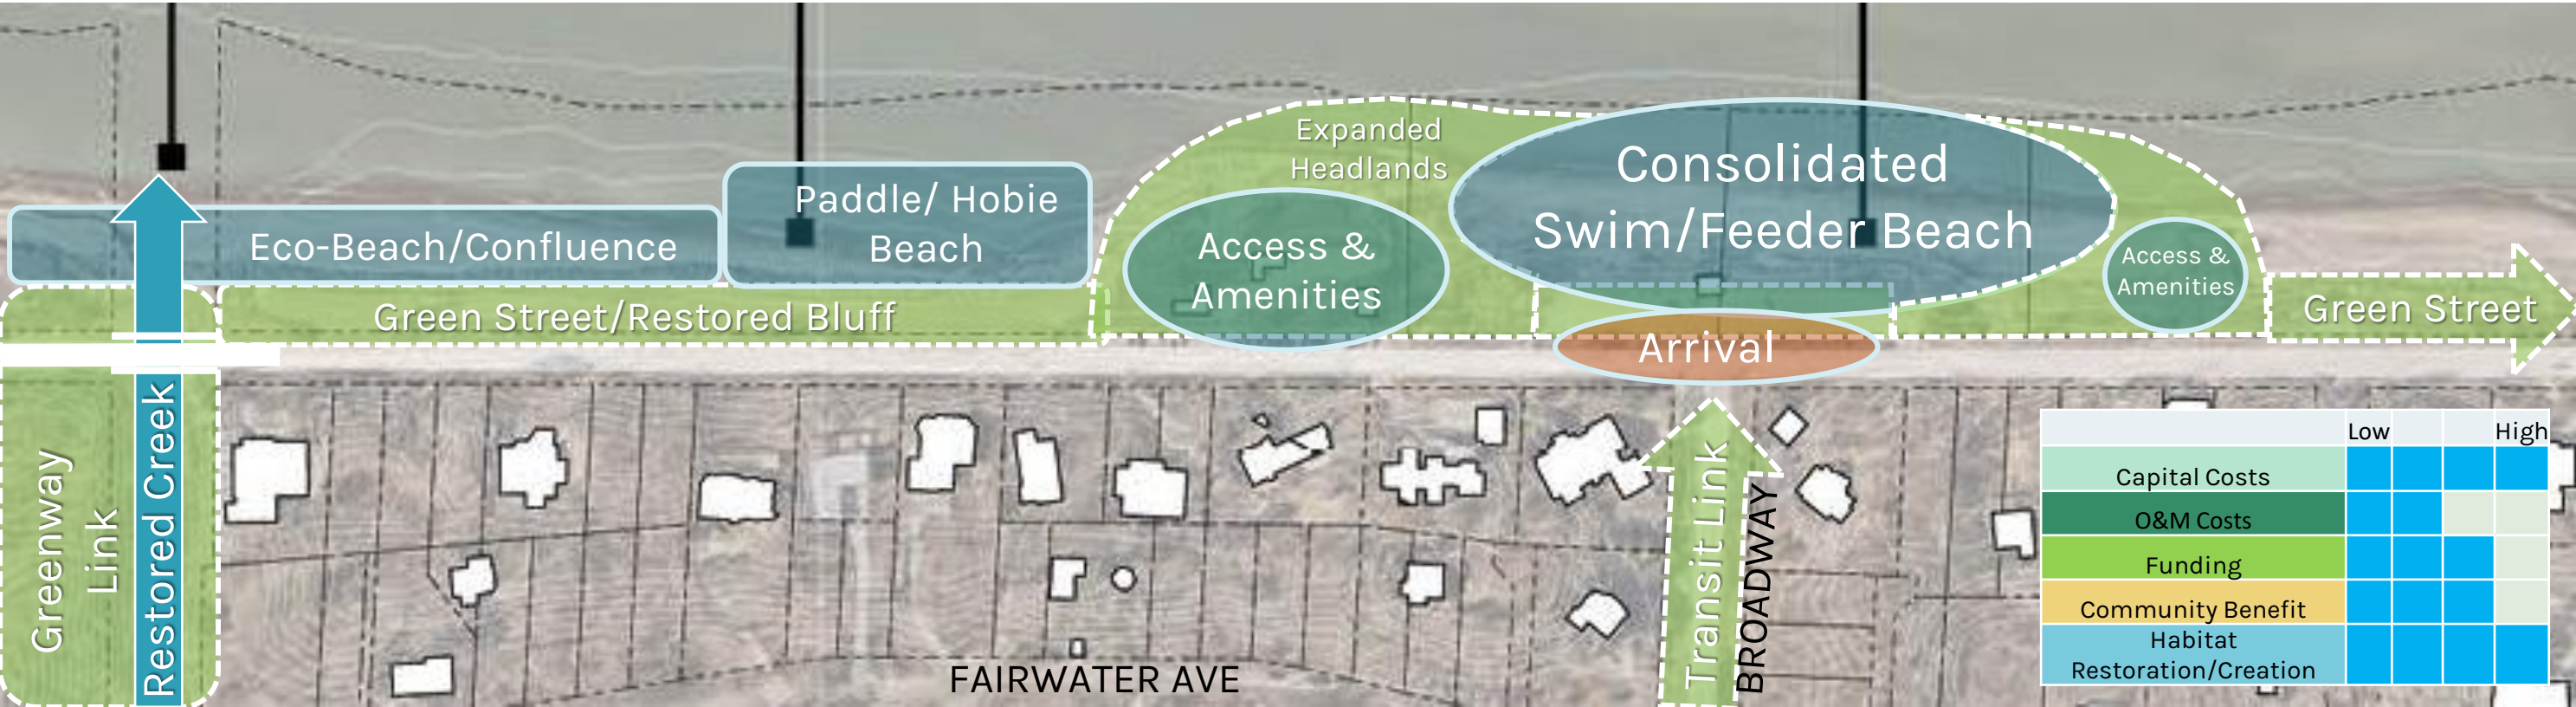 Expanded
Headlands
Consolidated
Swim/Feeder Beach
Paddle/ Hobie
Beach
Eco-Beach/Confluence
Access &
Amenities
Access &
Amenities
Green Street/Restored Bluff
Green Street
Arrival
Greenway
Link
Restored Creek
Transit Link
BROADWAY
FAIRWATER AVE
Low High
Capital Costs
O&M Costs
Funding
Community Benefit
Habitat
Restoration/Creation